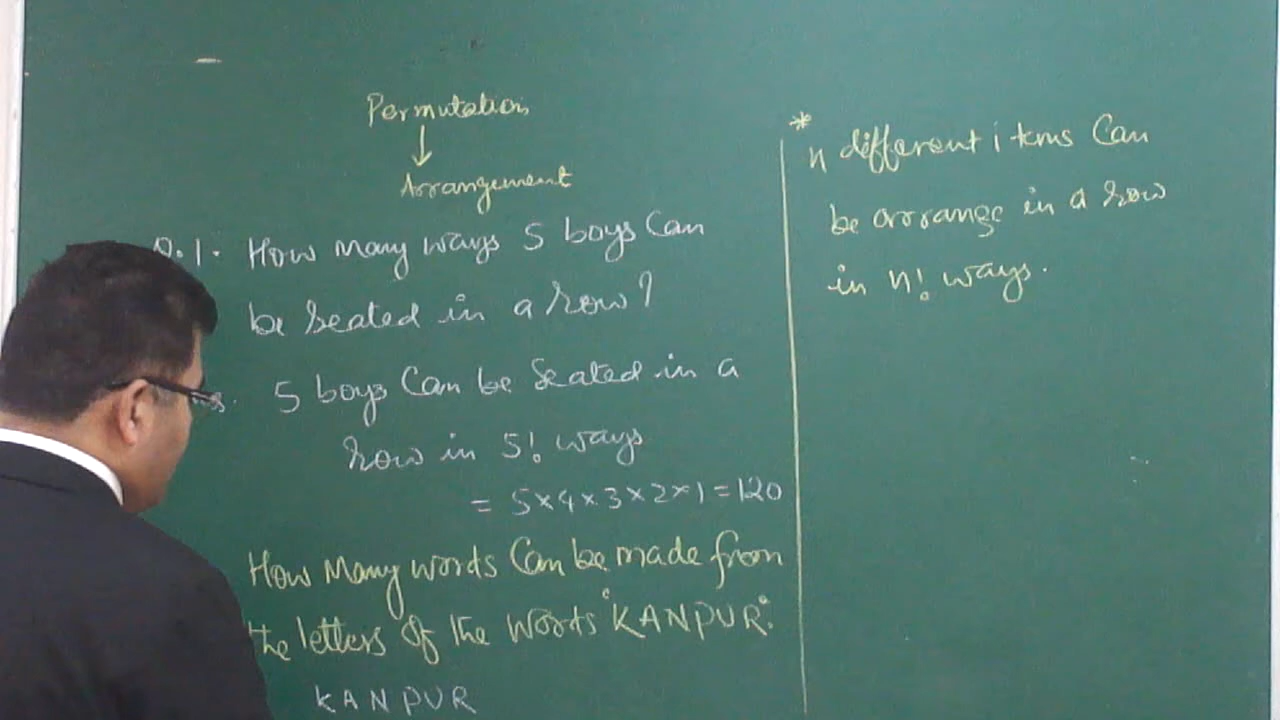 Permutation
Arrangement
Q.1. How Many ways 5 boys Can
be Seated in a row?
5 boys Can be Seated in a
row in 5! ways
= 5×4×3×2×1=120
How Many words Can be made from
the letters of the words "KANPUR".
KANPUR
* n different items Can
be arrange in a row
in n! ways.